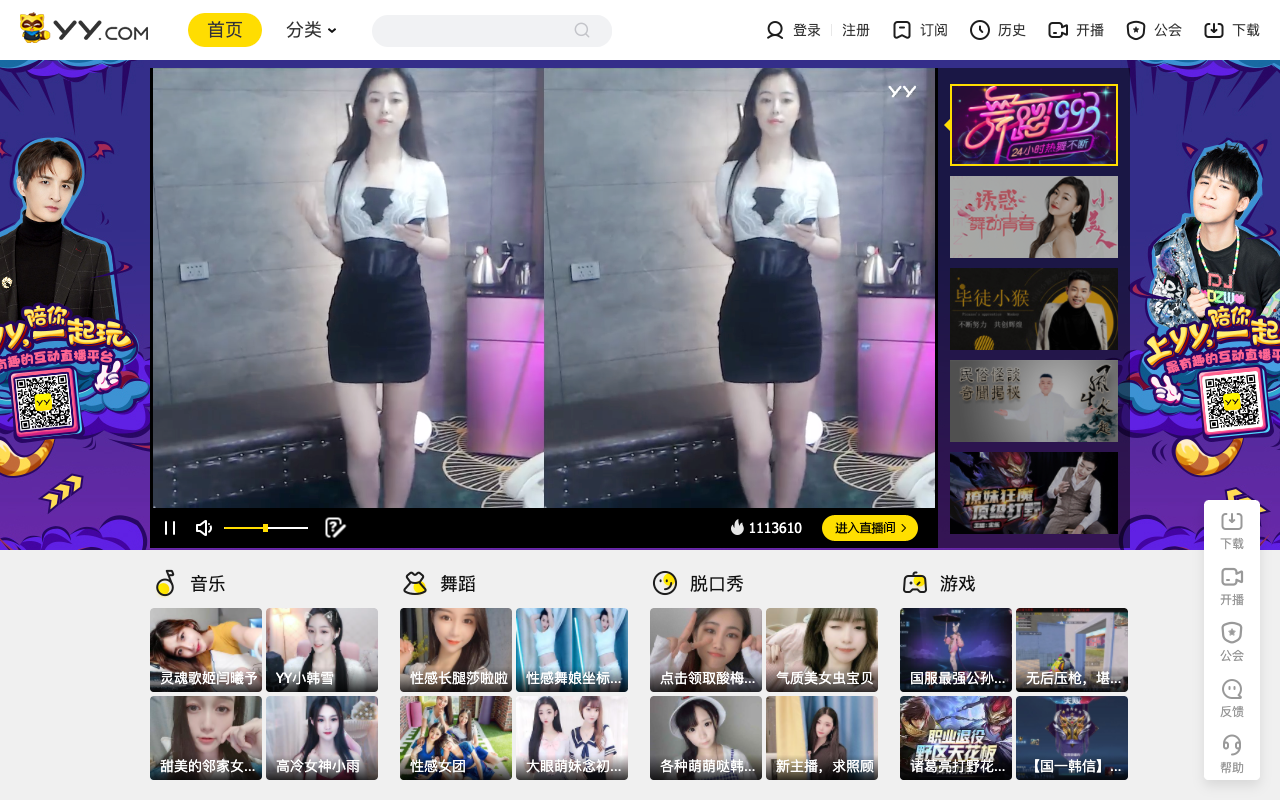 YY.COM
首页
分类
登录
注册
订阅
历史
开播
公会
下载
YY
舞蹈993
24小时热舞不断
诱惑
舞动青音
小美人
毕徒小猴
不断努力 共创辉煌
民俗怪談
奇聞揭秘
撩妹狂魔
顶级打野
陪你
YY,一起玩
有趣的互动直播平台
YY
DJ
陪你
上YY,一起
最有趣的互动直播平
YY
1113610
进入直播间
音乐
舞蹈
脱口秀
游戏
灵魂歌姬闫曦予
YY小韩雪
性感长腿莎啦啦
性感舞娘坐标...
点击领取酸梅...
气质美女虫宝贝
国服最强公孙...
无后压枪，堪...
甜美的邻家女...
高冷女神小雨
性感女团
大眼萌妹念初...
各种萌萌哒韩...
新主播，求照顾
职业退役
野区天花板
诸葛亮打野花...
【国一韩信】...
下载
开播
公会
反馈
帮助